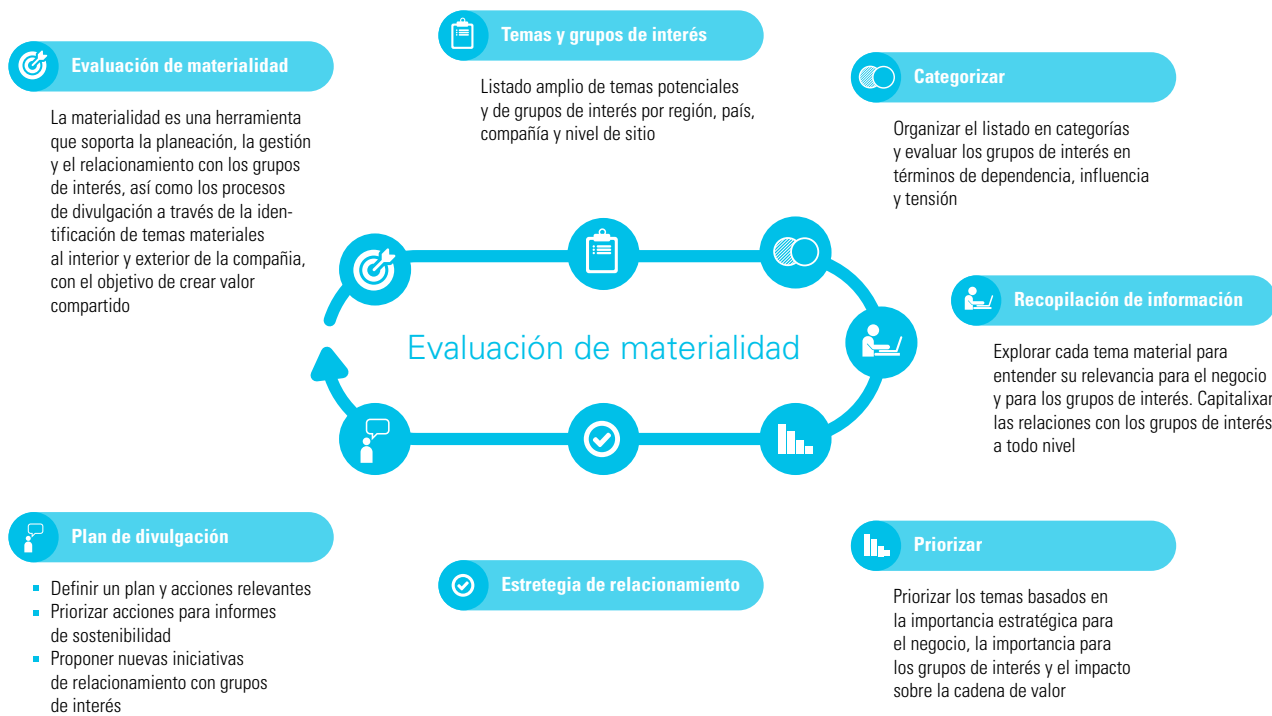 Evaluación de materialidad
La materialidad es una herramienta
que soporta la planeación, la gestión
y el relacionamiento con los grupos
de interés, así como los procesos
de divulgación a través de la iden-
tificación de temas materiales
al interior y exterior de la compañia,
con el objetivo de crear valor
compartido
Temas y grupos de interés
Listado amplio de temas potenciales
y de grupos de interés por región, país,
compañía y nivel de sitio
Categorizar
Organizar el listado en categorías
y evaluar los grupos de interés en
términos de dependencia, influencia
y tensión
Recopilación de información
Explorar cada tema material para
entender su relevancia para el negocio
y para los grupos de interés. Capitalixar
las relaciones con los grupos de interés
a todo nivel
Evaluación de materialidad
Plan de divulgación
Definir un plan y acciones relevantes
Priorizar acciones para informes
de sostenibilidad
Proponer nuevas iniciativas
de relacionamiento con grupos
de interés
Estretegia de relacionamiento
Priorizar
Priorizar los temas basados en
la importancia estratégica para
el negocio, la importancia para
los grupos de interés y el impacto
sobre la cadena de valor